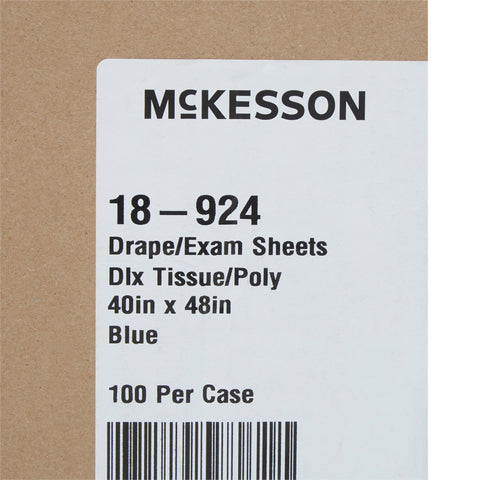 McKESSON
18-924
Drape/Exam Sheets
Dlx Tissue/Poly
40in x 48in
Blue
100 Per Case